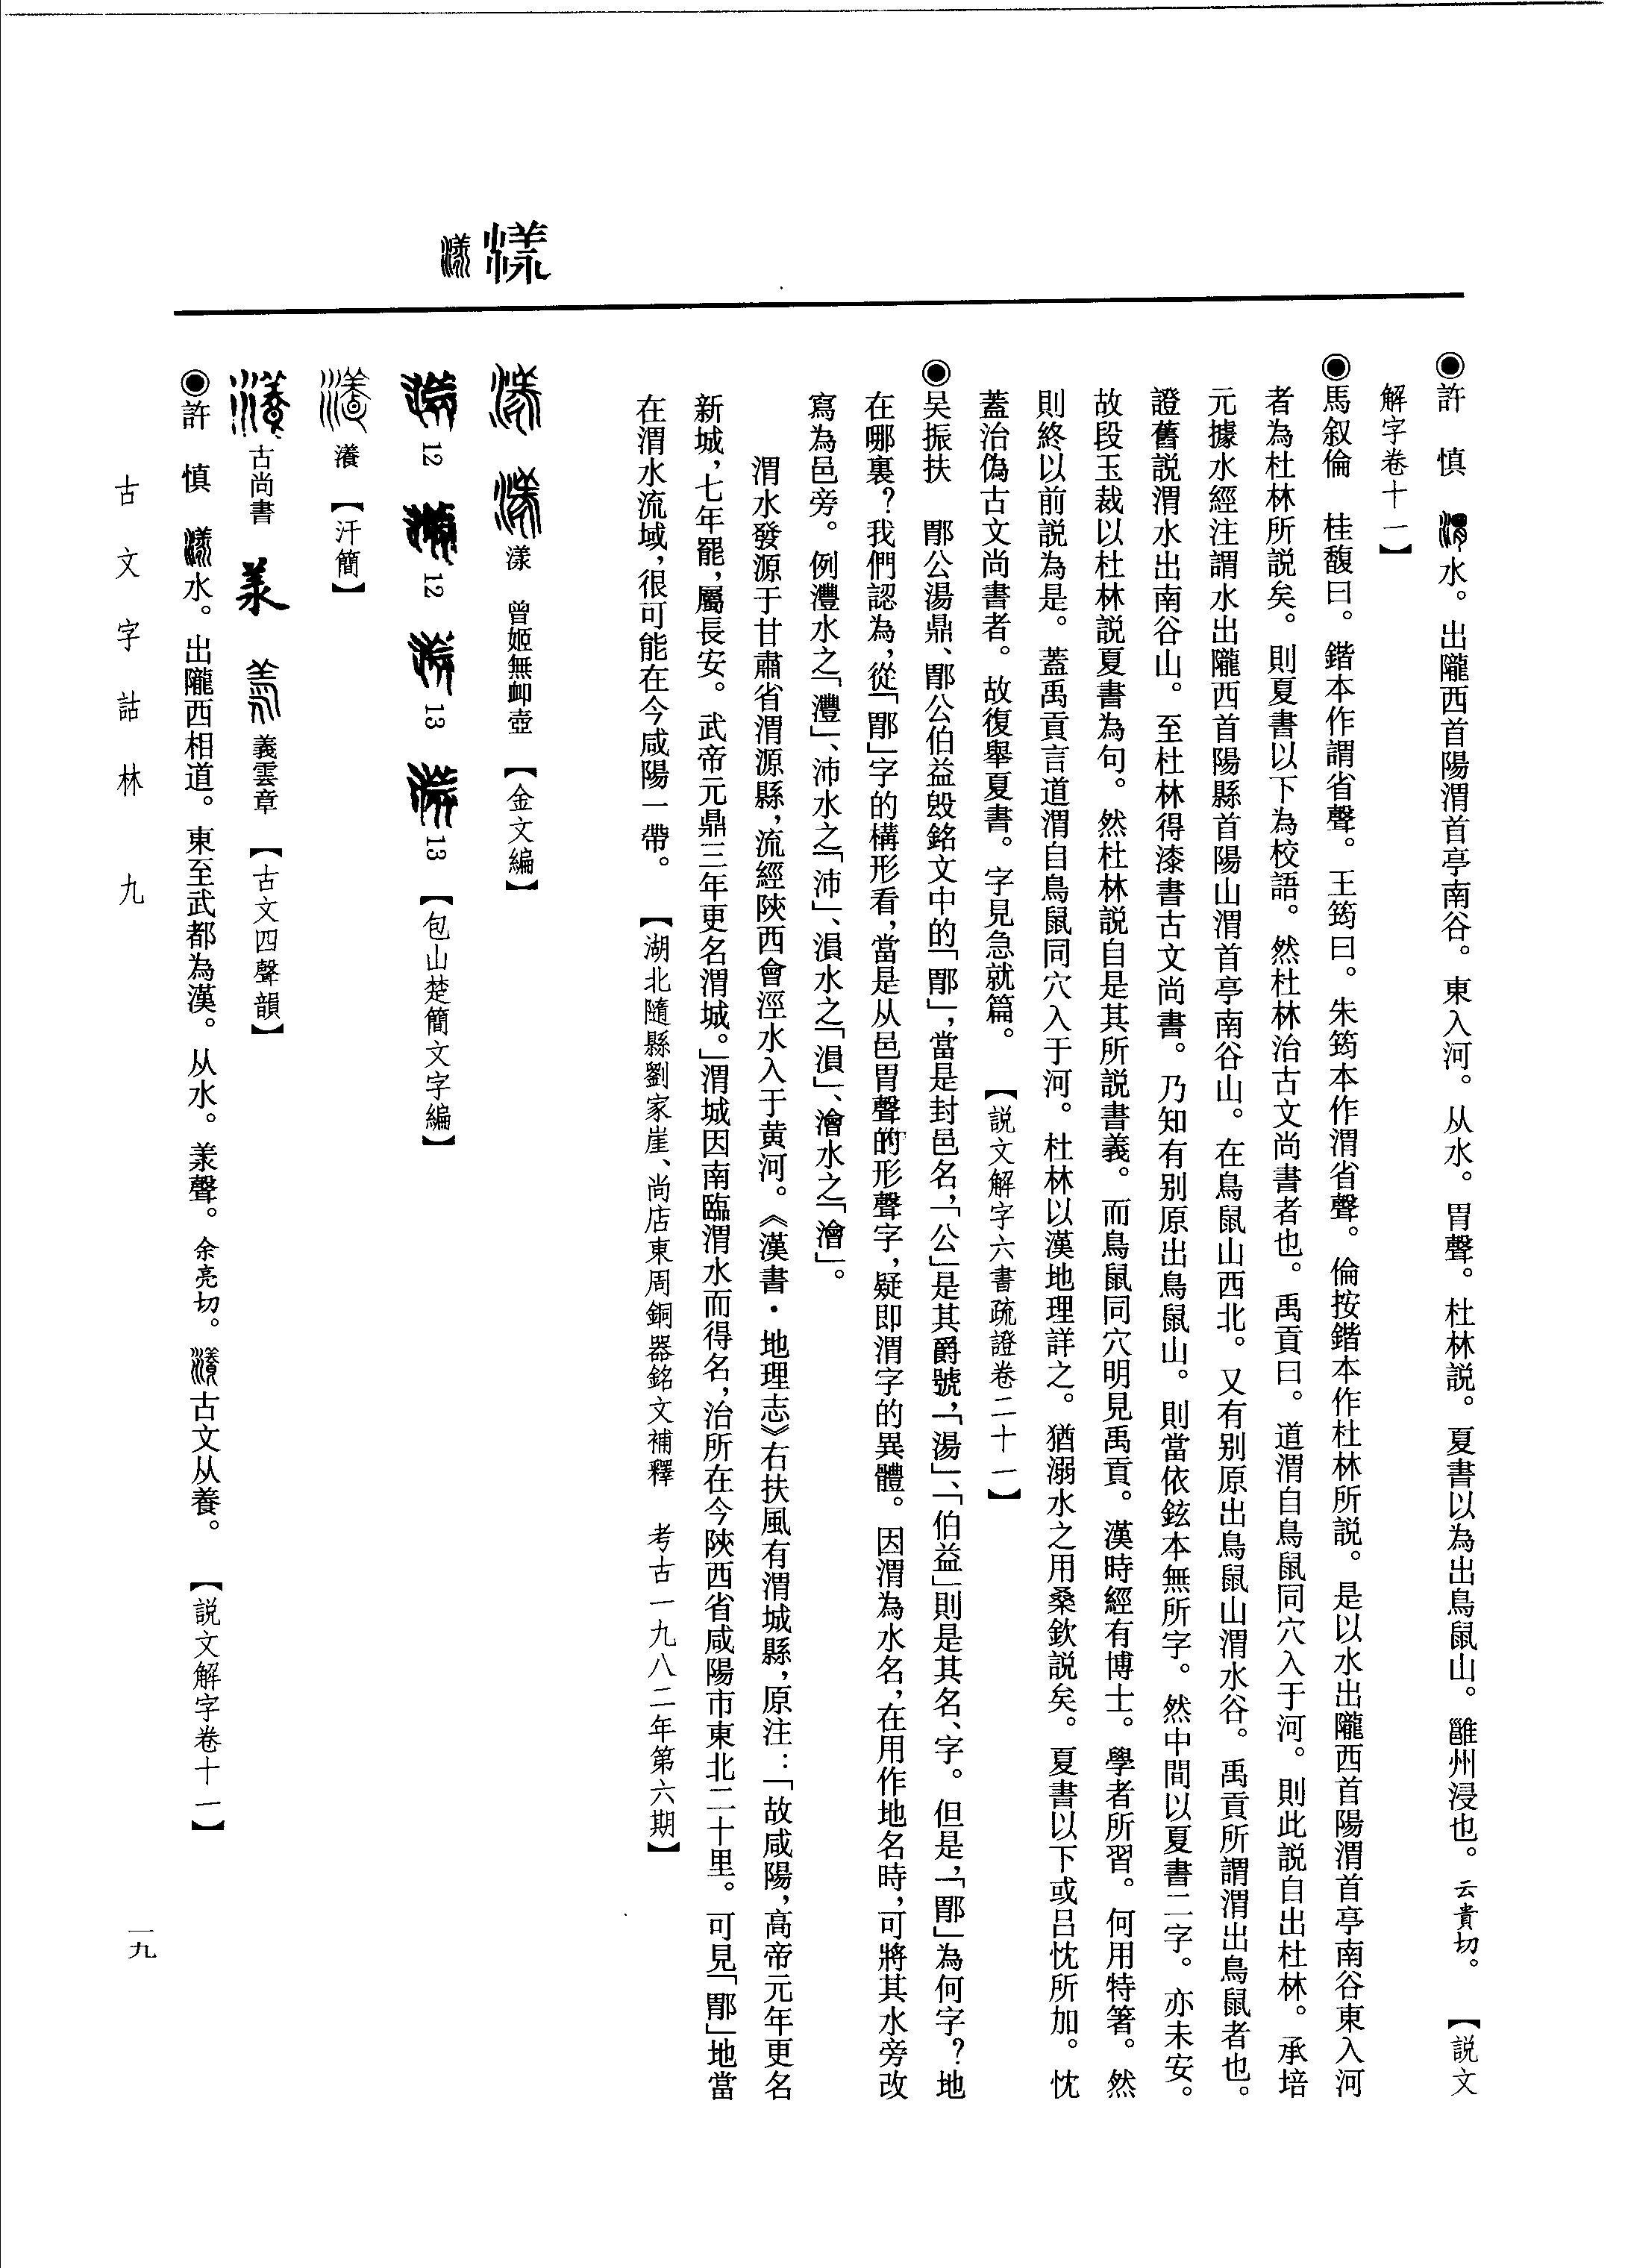 漾
◉許　慎　水。出隴西首陽渭首亭南谷。東入河。从水。胃聲。杜林説。夏書以為出鳥鼠山。雝州浸也。云貴切。【説文
解字卷十一】
◉馬叙倫　桂馥曰。鍇本作謂省聲。王筠曰。朱筠本作渭省聲。倫按鍇本作杜林所説。是以水出隴西首陽渭首亭南谷東入河
者為杜林所説矣。則夏書以下為校語。然杜林治古文尚書者也。禹貢曰。道渭自鳥鼠同穴入于河。則此説自出杜林。承培
元據水經注謂水出隴西首陽縣首陽山渭首亭南谷山。在鳥鼠山西北。又有别原出鳥鼠山渭水谷。禹貢所謂渭出鳥鼠者也。
證舊説渭水出南谷山。至杜林得漆書古文尚書。乃知有别原出鳥鼠山。則當依鉉本無所字。然中間以夏書二字。亦未安。
故段玉裁以杜林説夏書為句。然杜林説自是其所説書義。而鳥鼠同穴明見禹貢。漢時經有博士。學者所習。何用特箸。然
則終以前説為是。蓋禹貢言道渭自鳥鼠同穴入于河。杜林以漢地理詳之。猶溺水之用桑欽説矣。夏書以下或吕忱所加。忱
蓋治偽古文尚書者。故復舉夏書。字見急就篇。【説文解字六書疏證卷二十一】
◉吴振扶　鄑公湯鼎、䣽公伯益𣪘銘文中的「䣽」，當是封邑名，「公」是其爵號，「湯」、「伯益」則是其名、字。但是，「䣽」為何字？地
在哪裏？我們認為，從「䣽」字的構形看，當是从邑胃聲的形聲字，疑即渭字的異體。因渭為水名，在用作地名時，可將其水旁改
寫為邑旁。例灃水之「灃」、沛水之「沛」、溳水之「溳」、澮水之「澮」。
渭水發源于甘肅省渭源縣，流經陝西會涇水入于黄河。《漢書·地理志》右扶風有渭城縣，原注：「故咸陽，高帝元年更名
新城，七年罷，屬長安。武帝元鼎三年更名渭城。」渭城因南臨渭水而得名，治所在今陝西省咸陽市東北二十里。可見「䣽」地當
在渭水流域，很可能在今咸陽一帶。【湖北隨縣劉家崖、尚店東周銅器銘文補釋　考古一九八二年第六期】
漾　曾姬無卹壺　【金文編】
12　12　13　13　【包山楚簡文字編】
瀁　【汗簡】
古尚書　義雲章　【古文四聲韻】
◉許　慎　水。出隴西相道。東至武都為漢。从水。羕聲。余亮切。古文从養。【説文解字卷十一】
古文字詁林　九
一九